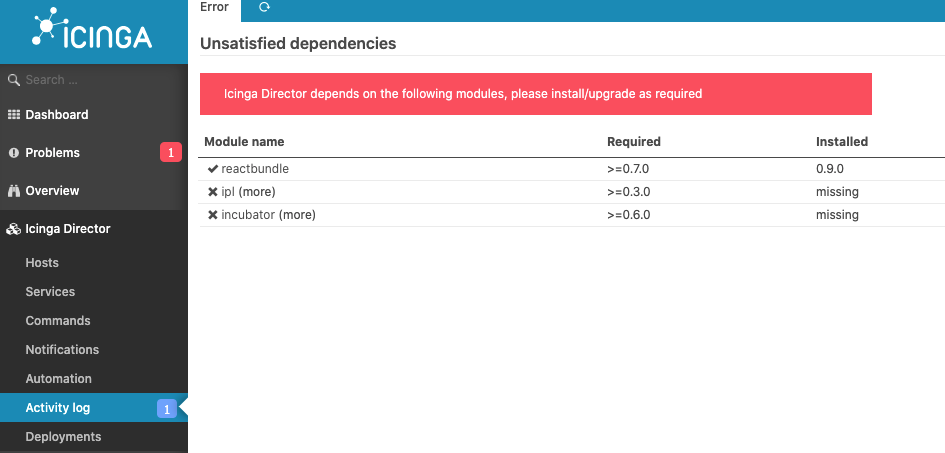 Error
ICINGA
Unsatisfied dependencies
Search ...
Icinga Director depends on the following modules, please install/upgrade as required
Dashboard
Module name Required Installed
Problems 1
reactbundle >=0.7.0 0.9.0
ipl (more) >=0.3.0 missing
Overview
incubator (more) >=0.6.0 missing
Icinga Director
Hosts
Services
Commands
Notifications
Automation
Activity log 1
Deployments